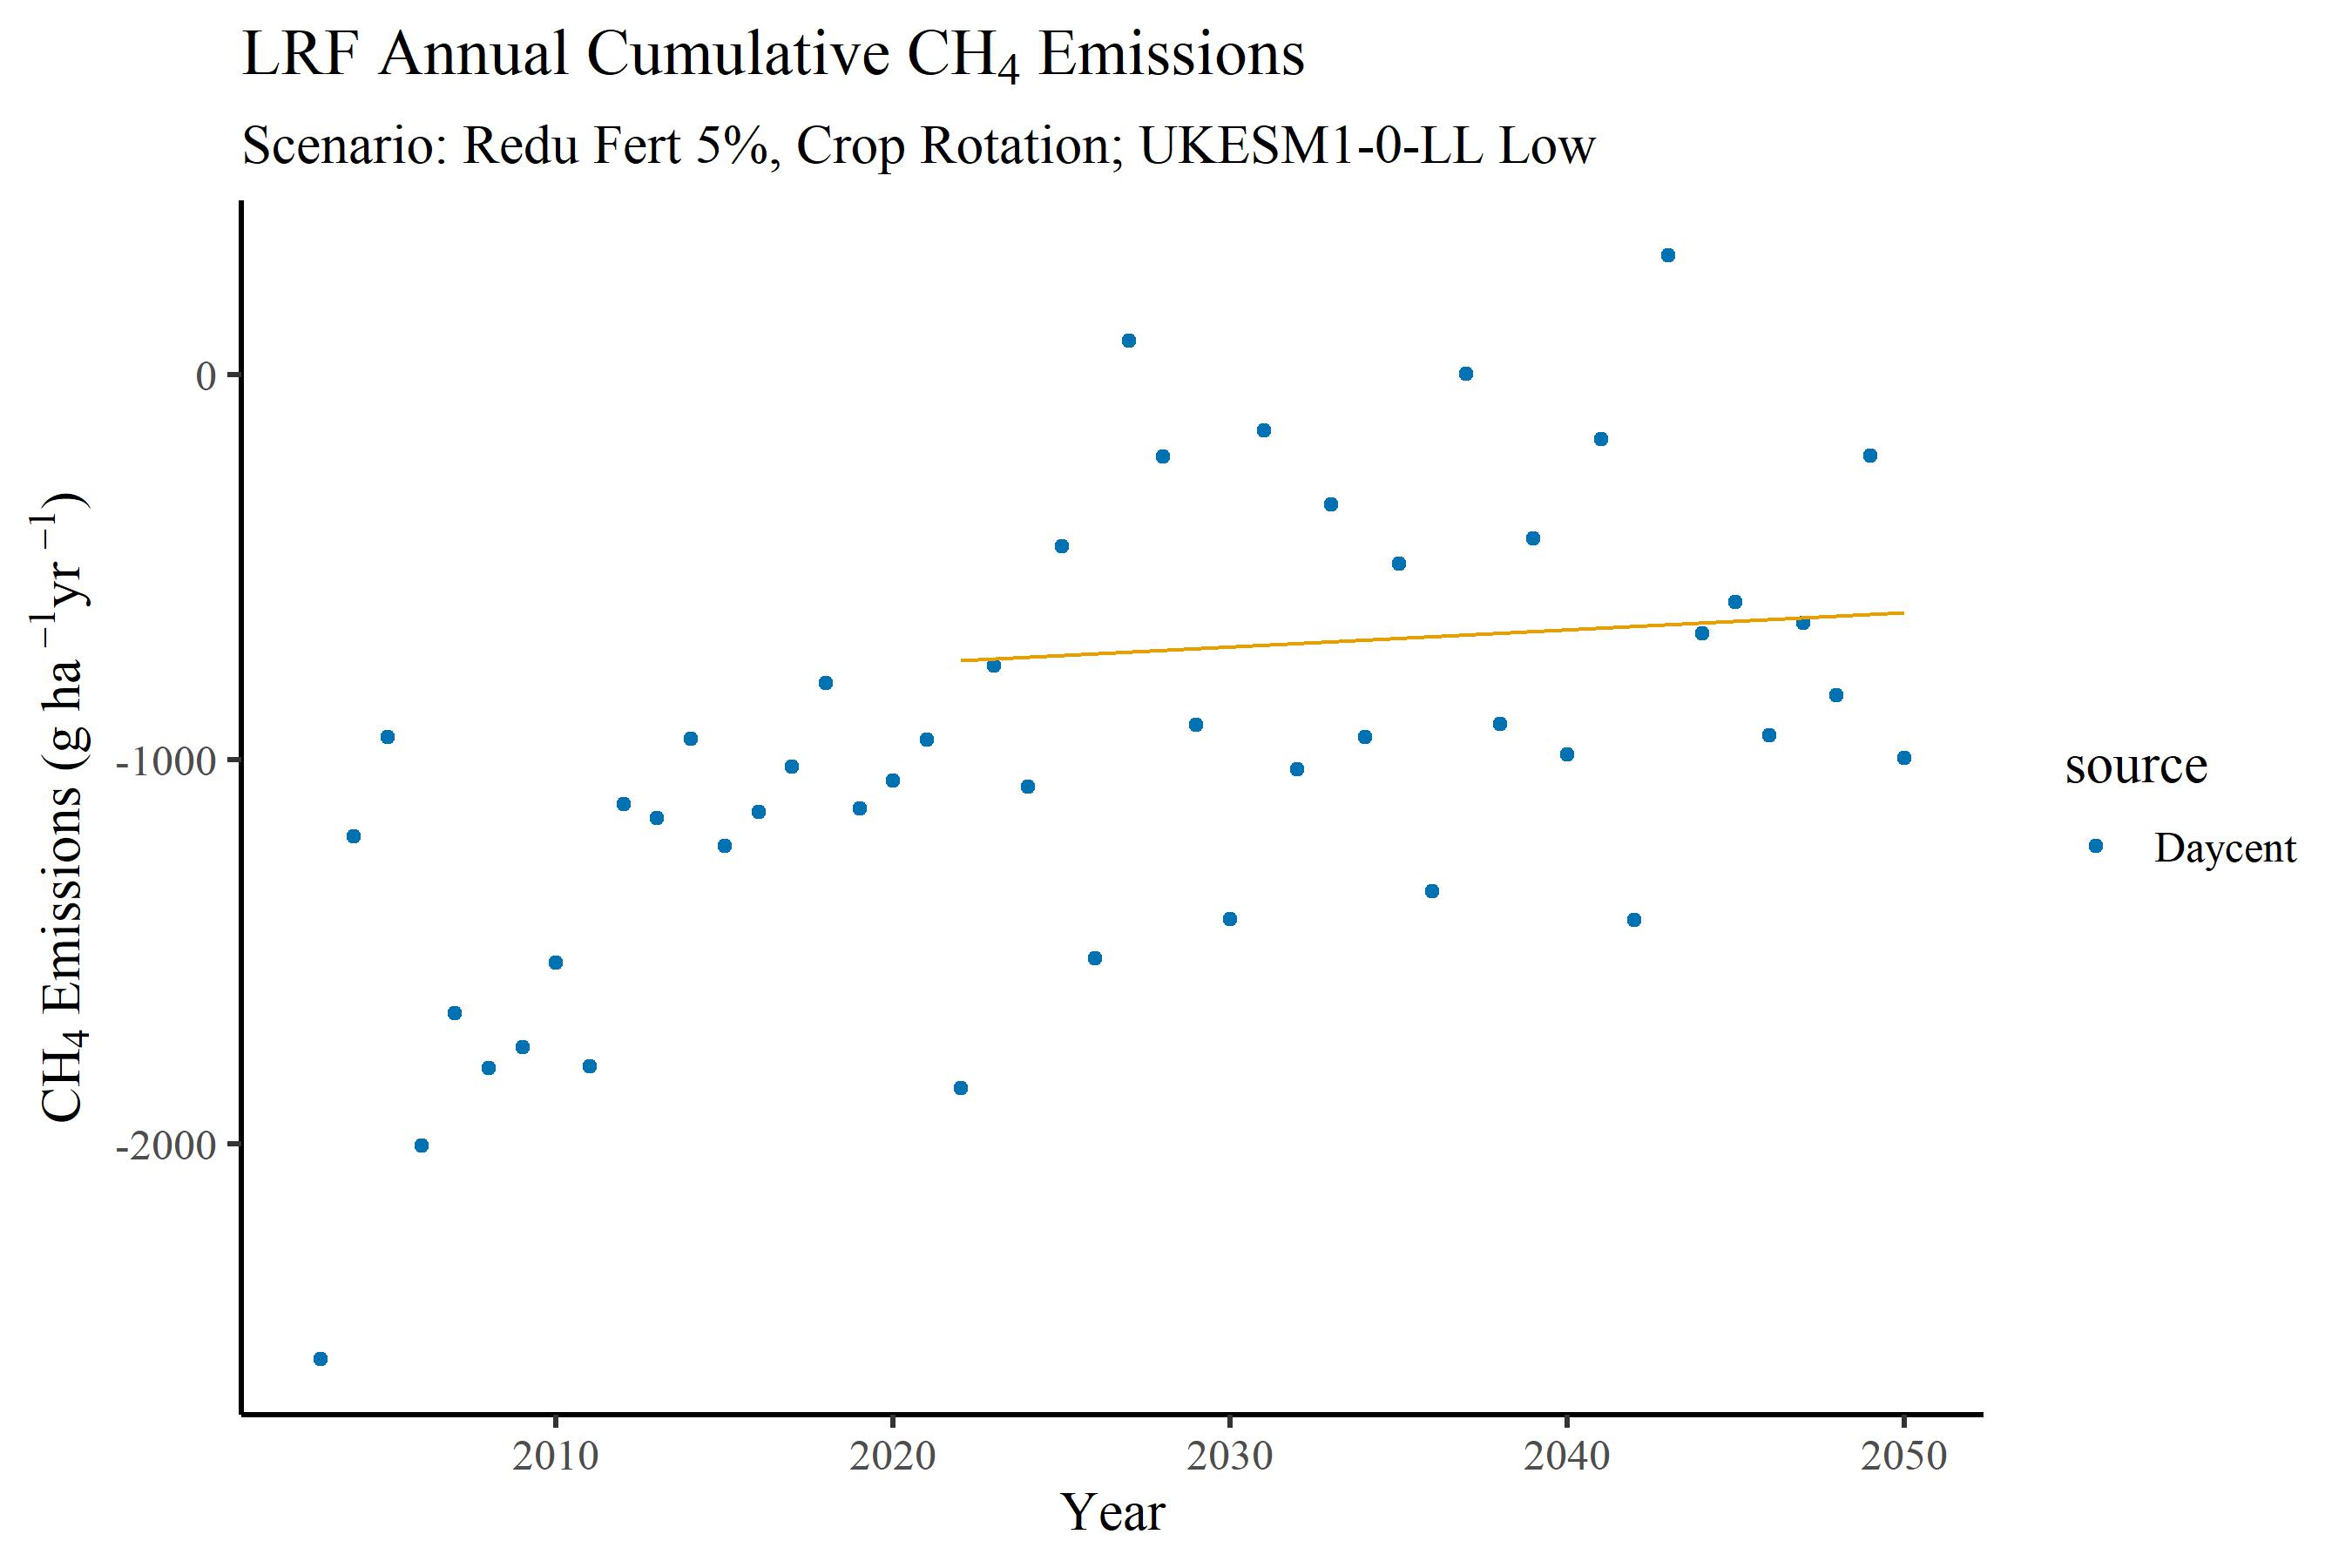 LRF Annual Cumulative CH₄ Emissions
Scenario: Redu Fert 5%, Crop Rotation; UKESM1-0-LL Low
CH₄ Emissions (g ha ⁻¹yr ⁻¹)
0
-1000
-2000
2010 2020 2030 2040 2050
Year
source
Daycent